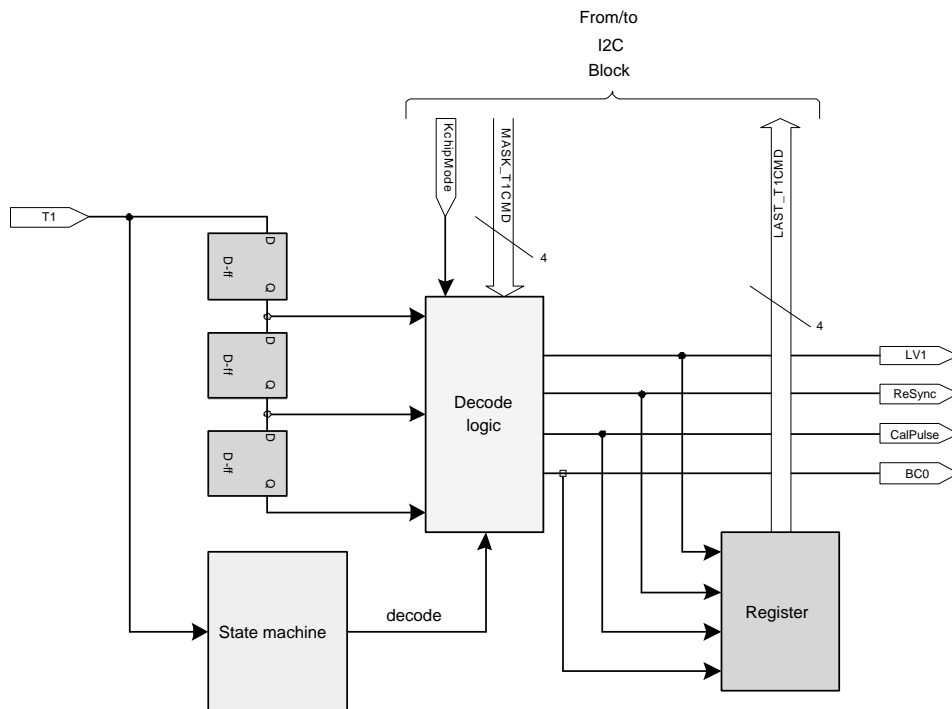 From/to
I2C
Block
KchipMode
MASK_T1CMD
LAST_T1CMD
T1
D
D-ff
Q
4
4
D
D-ff
Q
LV1
ReSync
Decode
logic
CalPulse
D
D-ff
Q
BC0
State machine
decode
Register